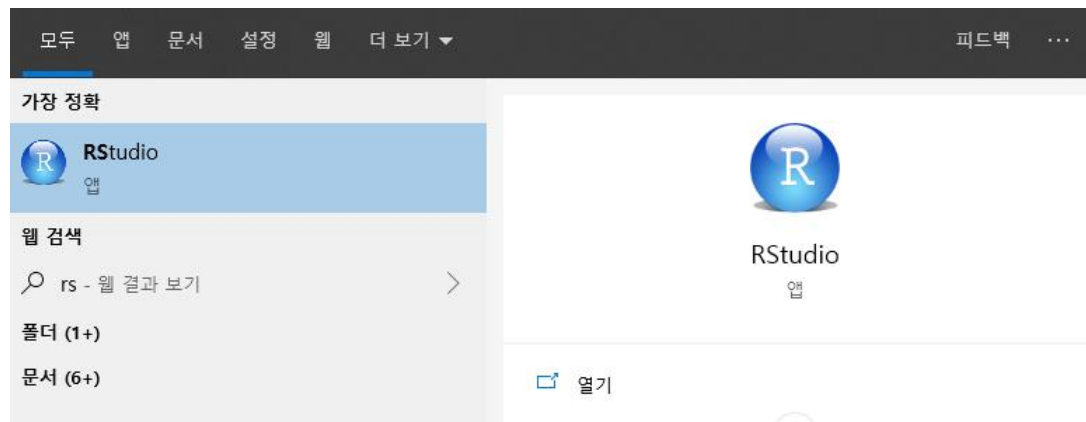 모두 앱 문서 설정 웹 더 보기 피드백 ...
가장 정확
R RStudio
앱
웹 검색
rs - 웹 결과 보기
폴더 (1+)
문서 (6+)
R
RStudio
앱
열기